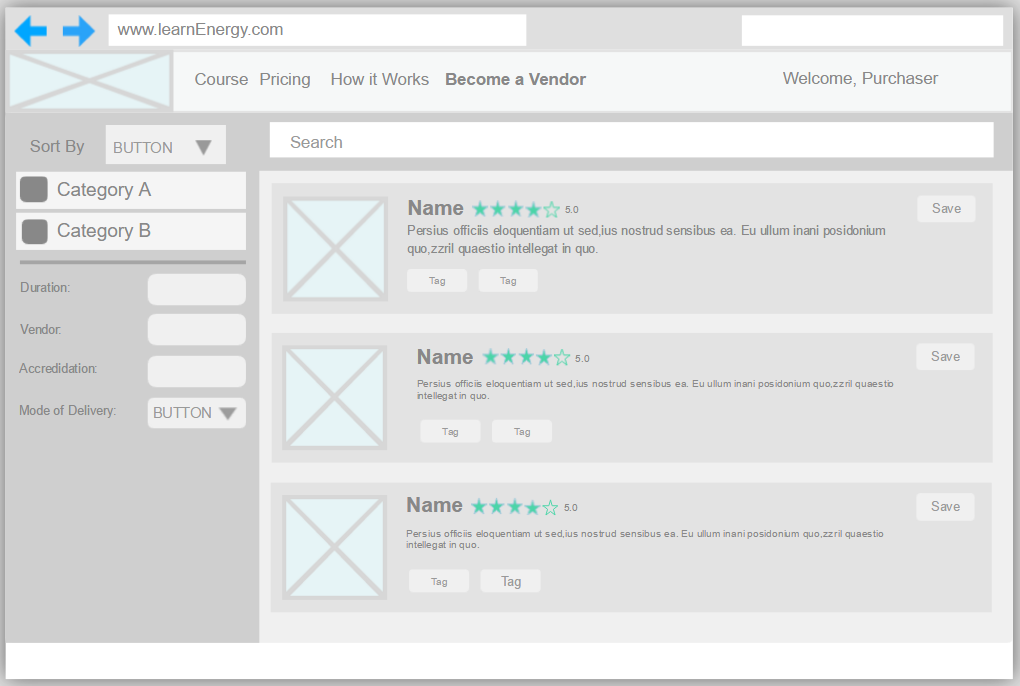 www.learnEnergy.com
Course Pricing How it Works Become a Vendor Welcome, Purchaser
Sort By BUTTON
Search
Category A
Category B
Duration:
Vendor:
Accredidation:
Mode of Delivery: BUTTON
Name 5.0 Save
Persius officiis eloquentiam ut sed,ius nostrud sensibus ea. Eu ullum inani posidonium
quo,zzril quaestio intellegat in quo.
Tag Tag
Name 5.0 Save
Persius officiis eloquentiam ut sed,ius nostrud sensibus ea. Eu ullum inani posidonium quo,zzril quaestio
intellegat in quo.
Tag Tag
Name 5.0 Save
Persius officiis eloquentiam ut sed,ius nostrud sensibus ea. Eu ullum inani posidonium quo,zzril quaestio
intellegat in quo.
Tag Tag